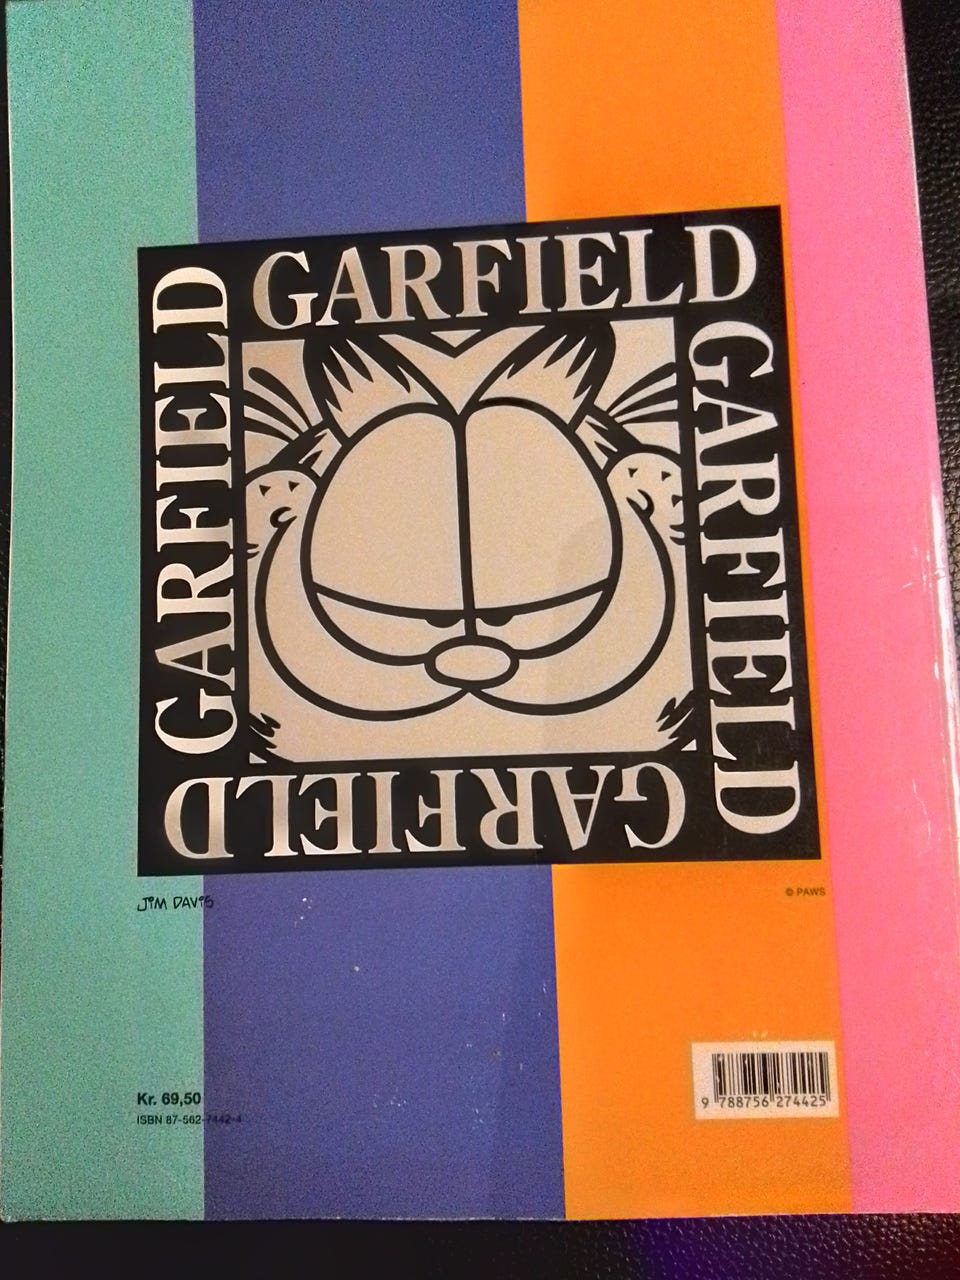 GARFIELD
GARFIELD
GARFIELD
GARFIELD
JIM DAVIS
© PAWS
Kr. 69,50
ISBN 87-562-7442-4
9 788756 274425